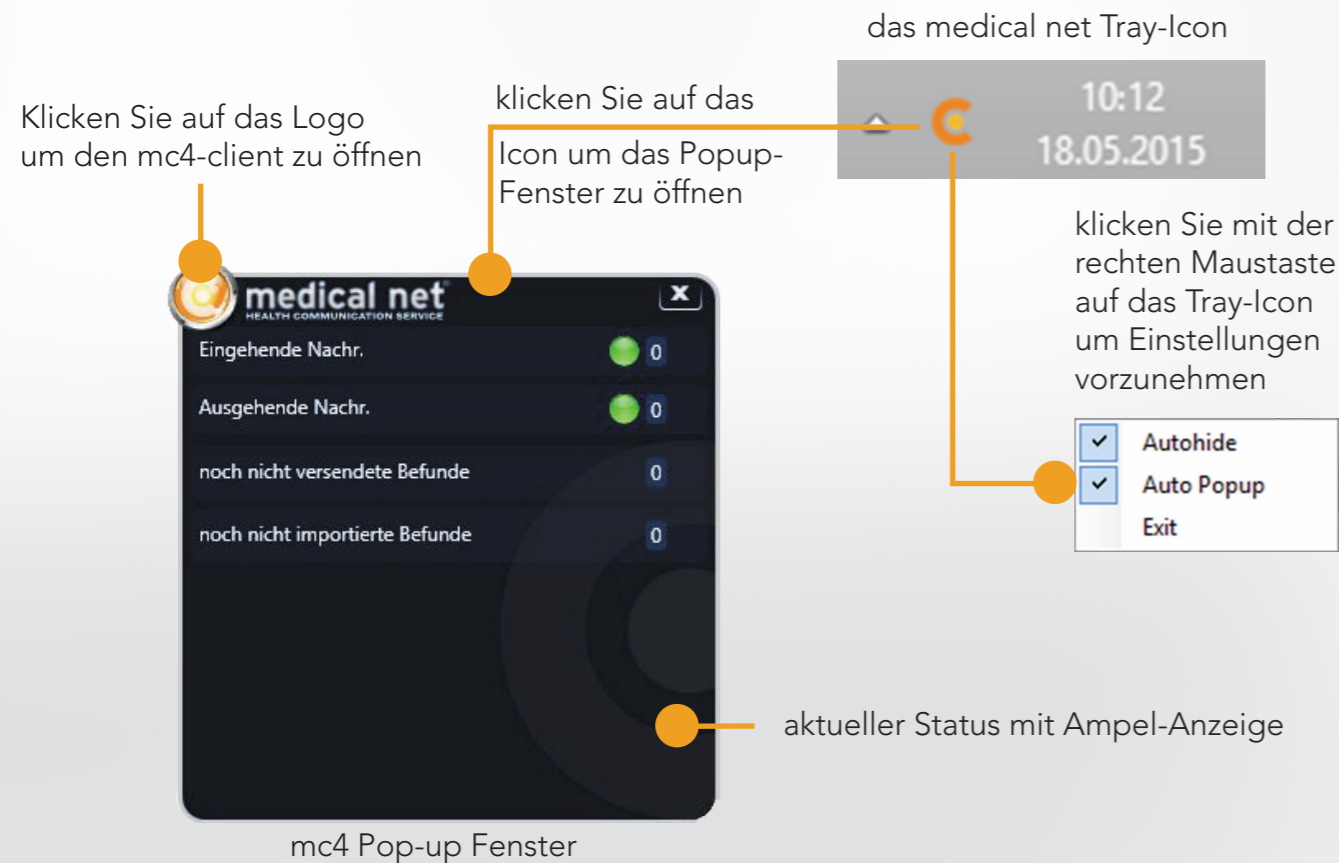 das medical net Tray-Icon
10:12
18.05.2015
Klicken Sie auf das Logo
um den mc4-client zu öffnen
klicken Sie auf das
Icon um das Popup-
Fenster zu öffnen
klicken Sie mit der
rechten Maustaste
auf das Tray-Icon
um Einstellungen
vorzunehmen
Autohide
Auto Popup
Exit
medical net
HEALTH COMMUNICATION SERVICE
x
Eingehende Nachr. 0
Ausgehende Nachr. 0
noch nicht versendete Befunde 0
noch nicht importierte Befunde 0
aktueller Status mit Ampel-Anzeige
mc4 Pop-up Fenster